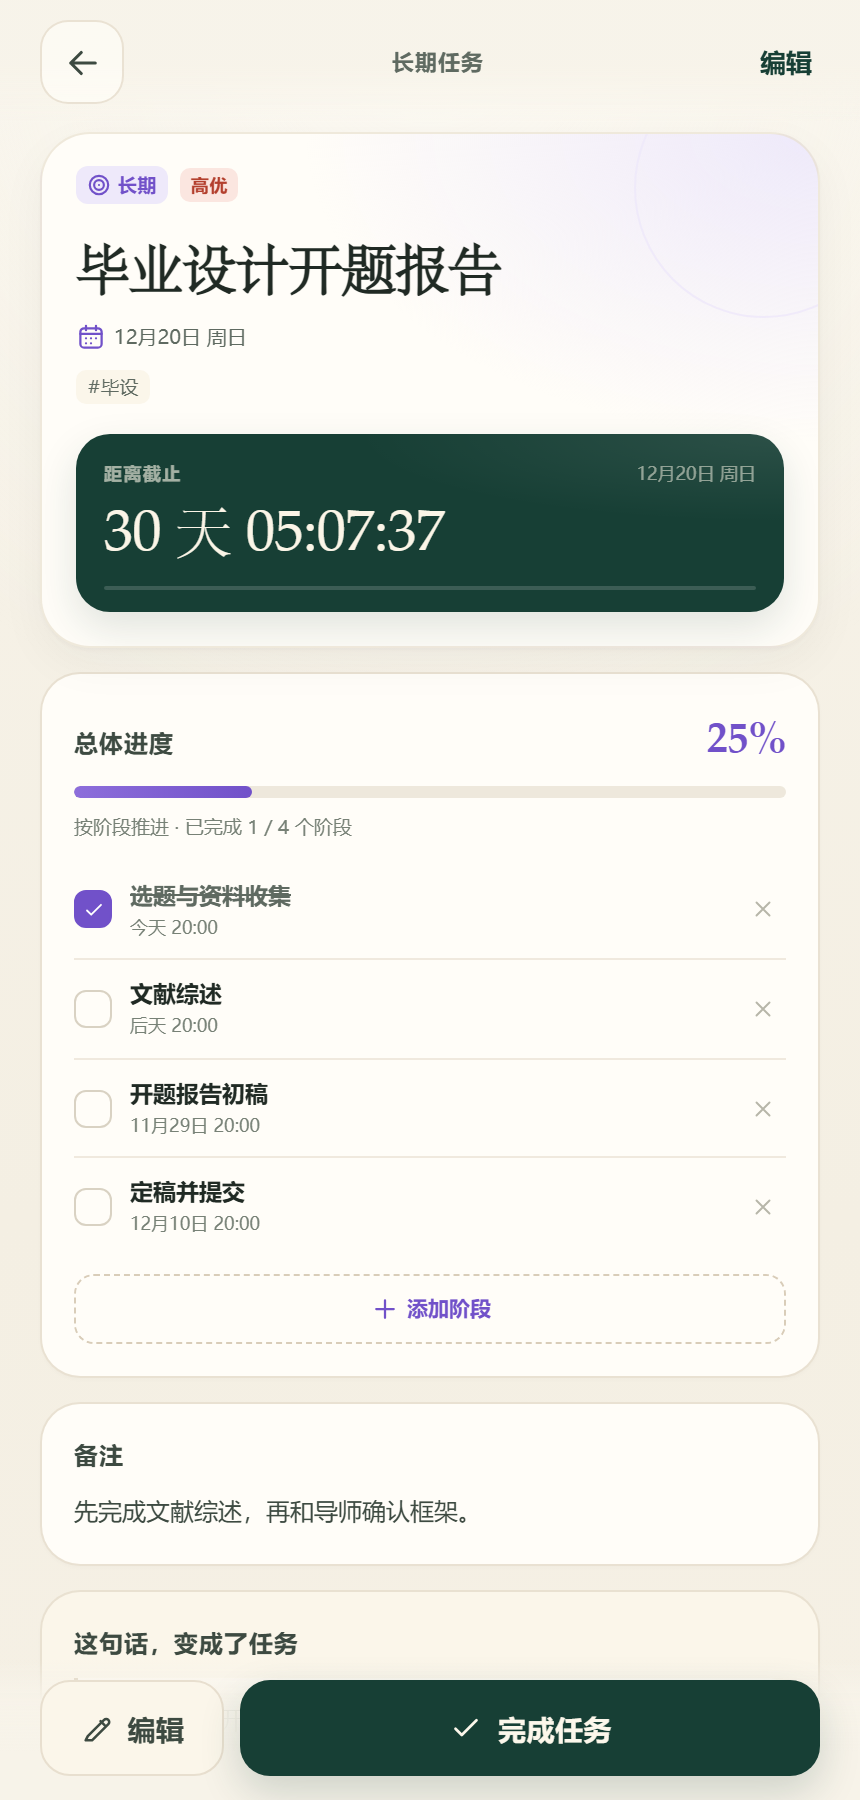 长期任务
编辑
长期
高优
毕业设计开题报告
12月20日 周日
#毕设
距离截止
12月20日 周日
30 天 05:07:37
总体进度
25%
按阶段推进 · 已完成 1 / 4 个阶段
选题与资料收集
今天 20:00
文献综述
后天 20:00
开题报告初稿
11月29日 20:00
定稿并提交
12月10日 20:00
添加阶段
备注
先完成文献综述，再和导师确认框架。
这句话，变成了任务
编辑
完成任务